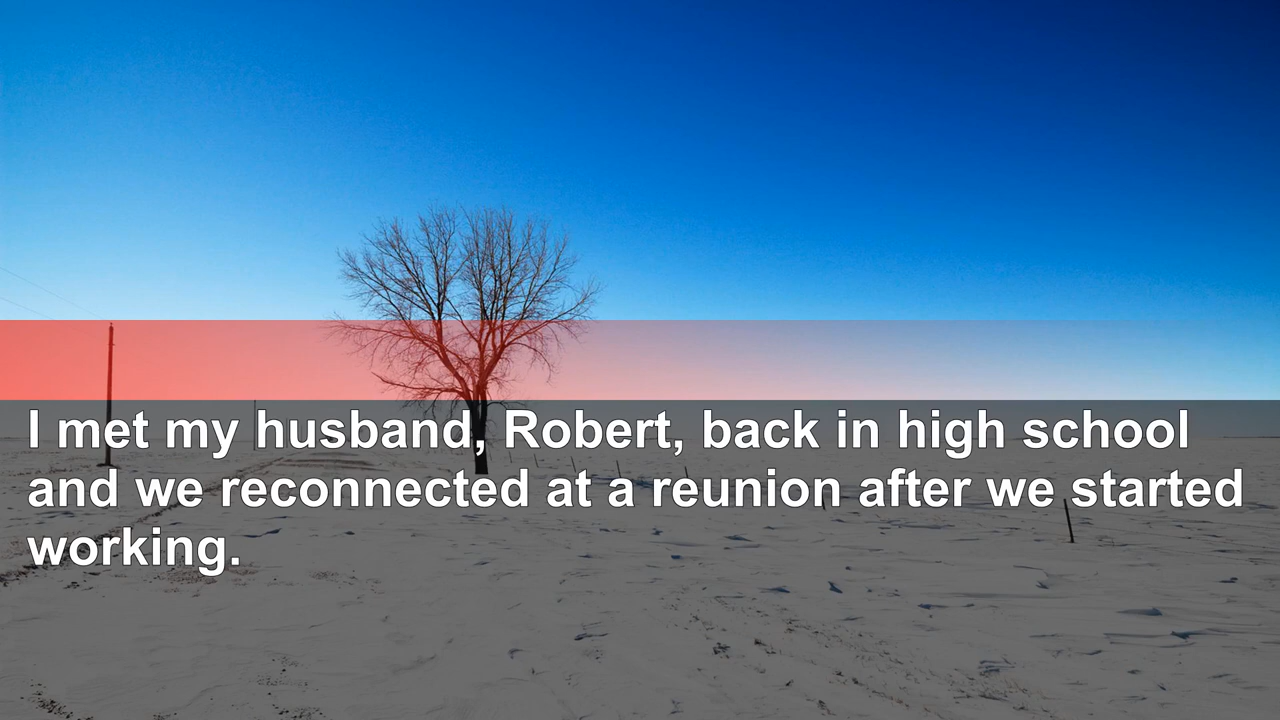 I met my husband, Robert, back in high school
and we reconnected at a reunion after we started
working.